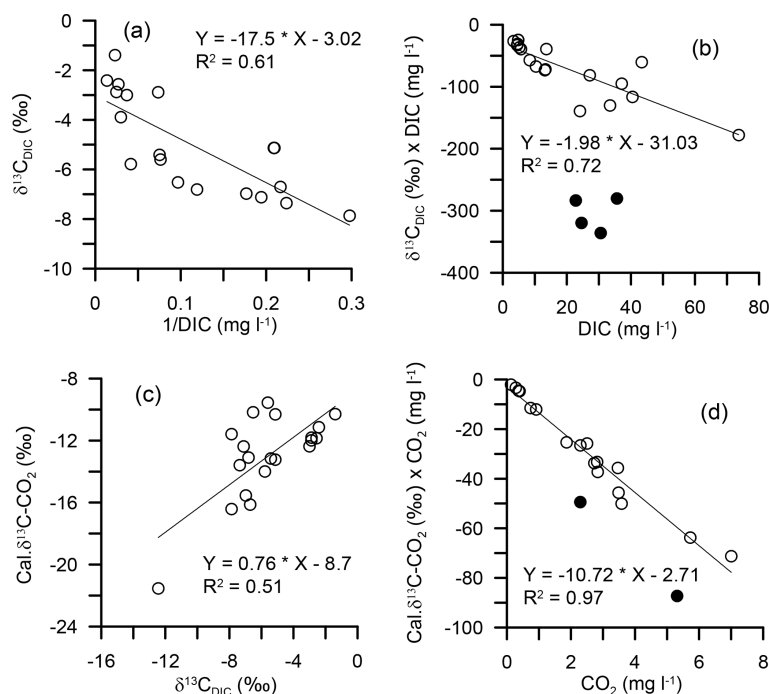 (a)
Y = -17.5 * X - 3.02
R² = 0.61
0
-2
-4
-6
-8
-10
δ¹³C_DIC (‰)
0
0.1
0.2
0.3
1/DIC (mg l⁻¹)
(b)
0
-100
-200
-300
-400
δ¹³C_DIC (‰) x DIC (mg l⁻¹)
Y = -1.98 * X - 31.03
R² = 0.72
0
20
40
60
80
DIC (mg l⁻¹)
(c)
-8
-12
-16
-20
-24
Cal.δ¹³C-CO₂ (‰)
Y = 0.76 * X - 8.7
R² = 0.51
-16
-12
-8
-4
0
δ¹³C_DIC (‰)
(d)
0
-20
-40
-60
-80
-100
Cal.δ¹³C-CO₂ (‰) x CO₂ (mg l⁻¹)
Y = -10.72 * X - 2.71
R² = 0.97
0
2
4
6
8
CO₂ (mg l⁻¹)